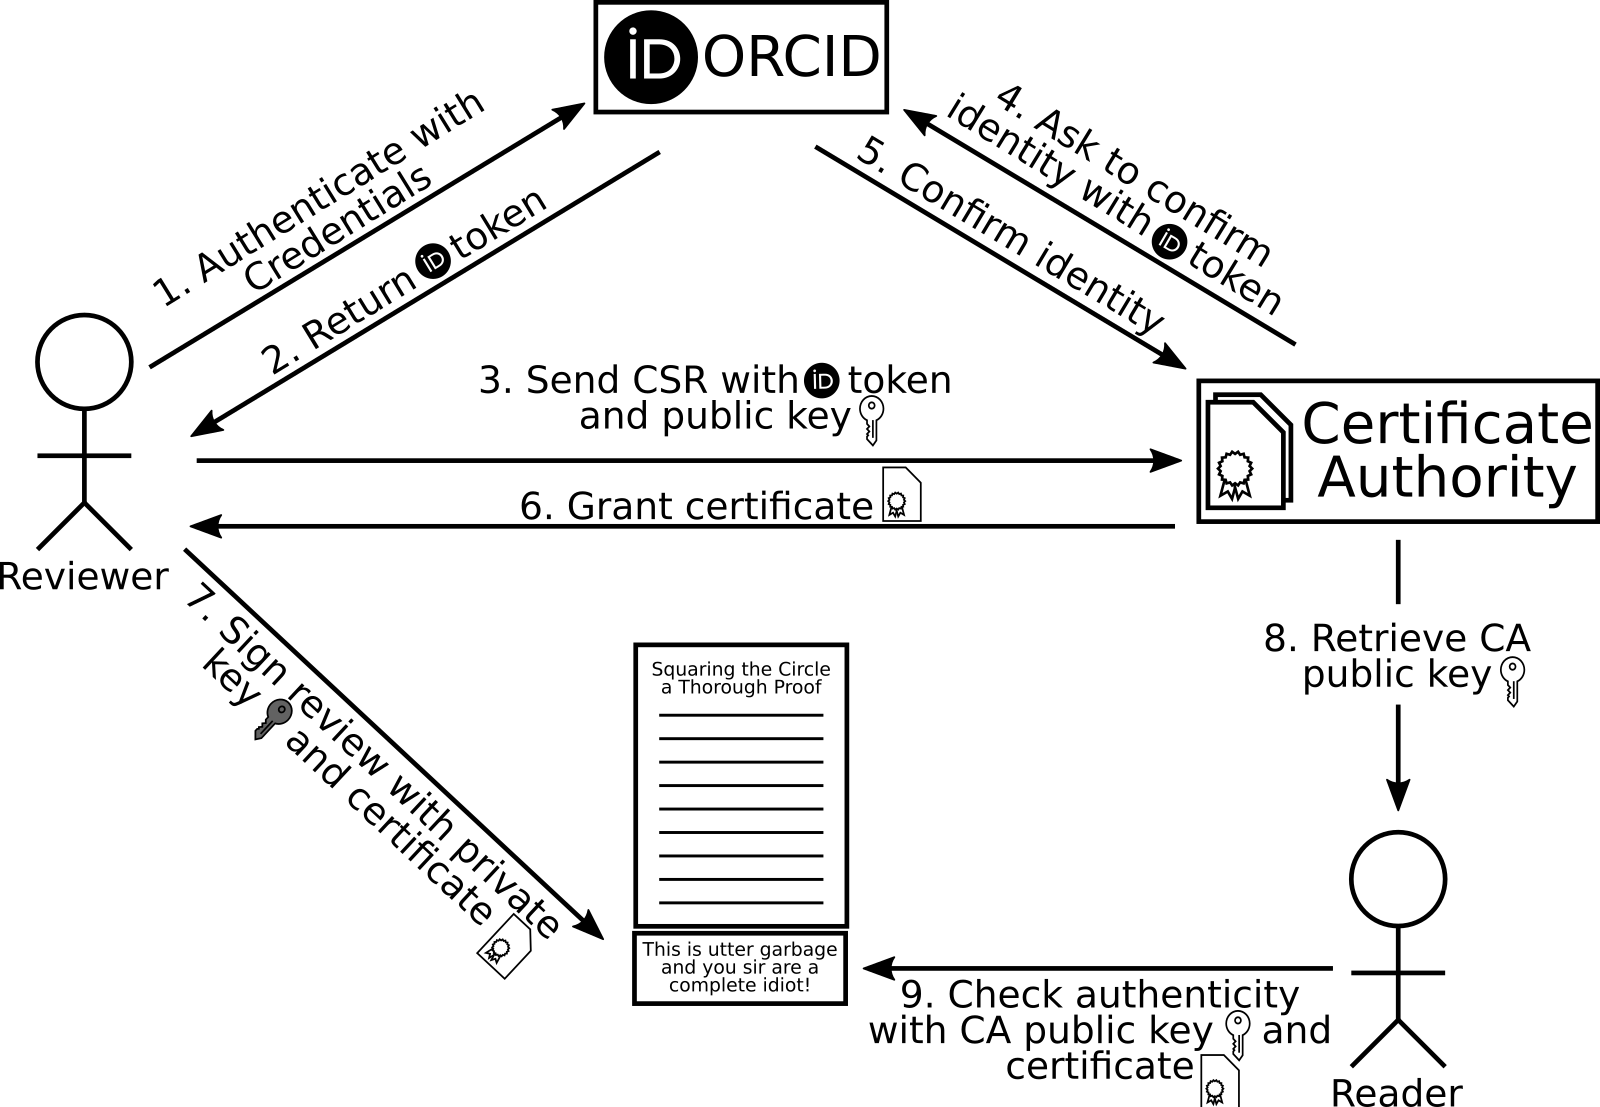 iD ORCID
1. Authenticate with
Credentials
2. Return iD token
4. Ask to confirm
identity with iD token
5. Confirm identity
3. Send CSR with iD token
and public key
6. Grant certificate
Certificate
Authority
Reviewer
7. Sign review with private
key and certificate
8. Retrieve CA
public key
Squaring the Circle
a Thorough Proof
This is utter garbage
and you sir are a
complete idiot!
9. Check authenticity
with CA public key and
certificate
Reader